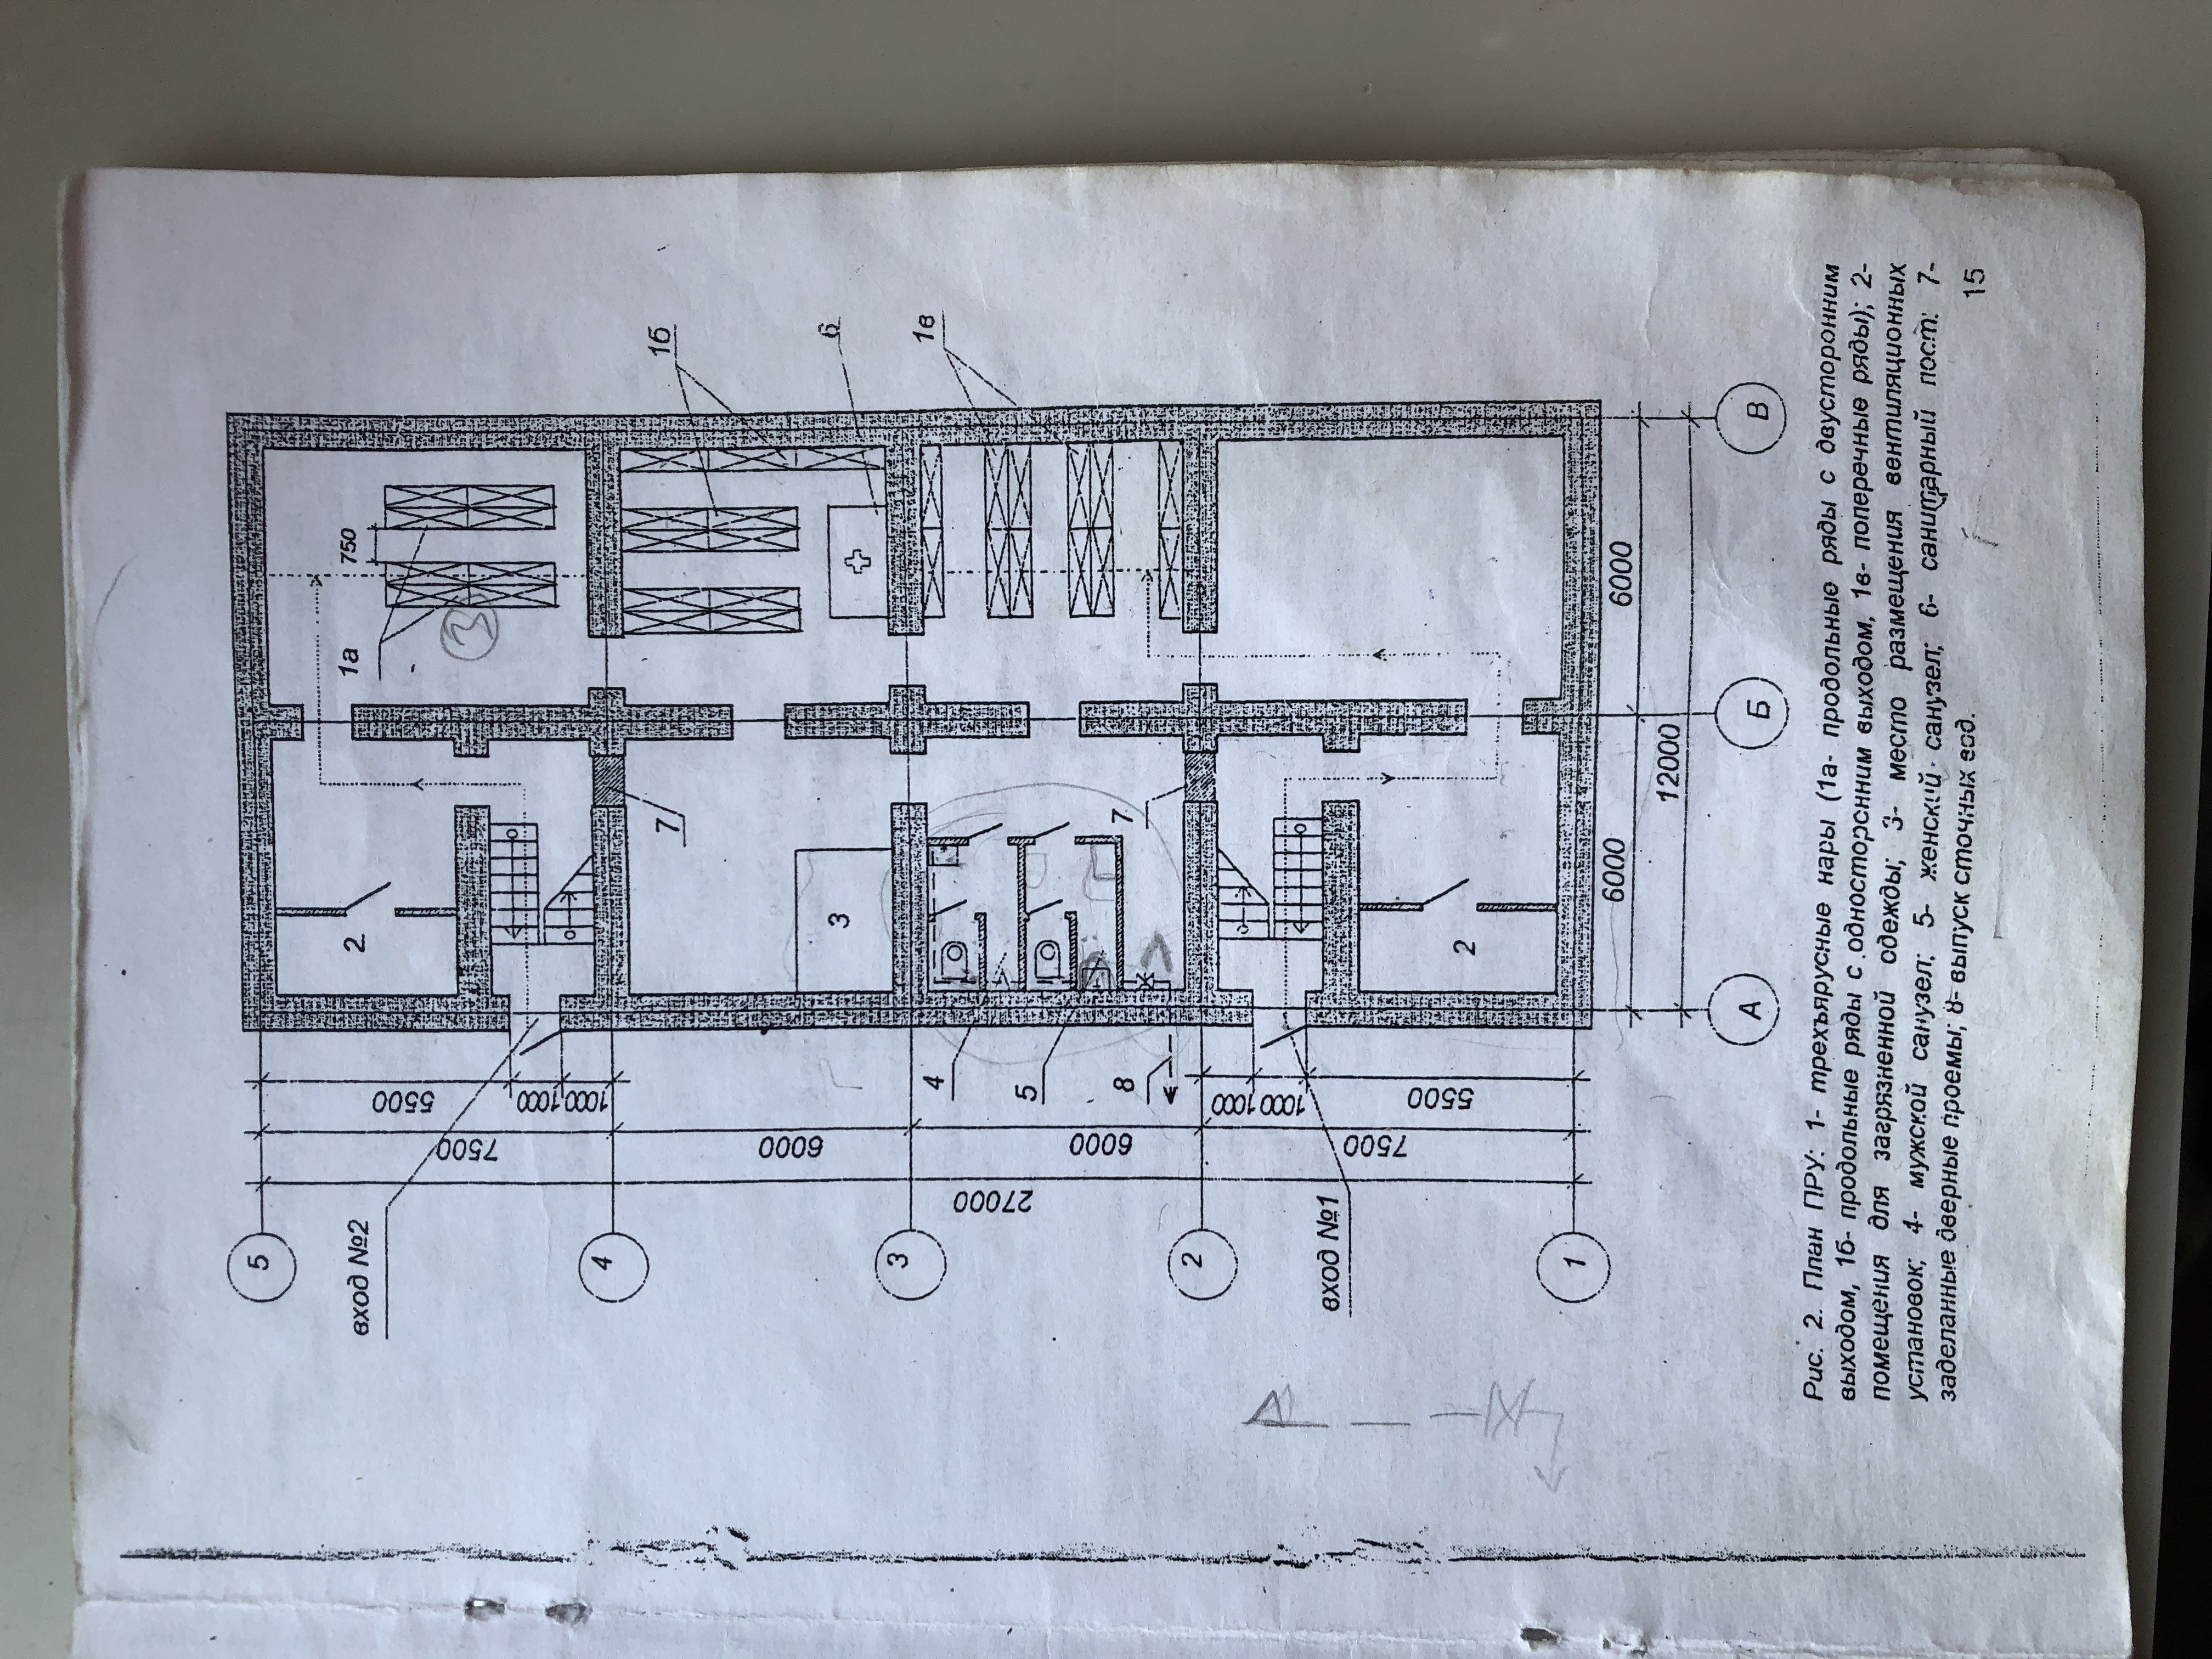 5
вход №2
2
1а
750
5500
7500
3
1000
1000
4
7
1б
6000
3
6
3
4
1в
27000
5
6000
8
7
2
1000
1000
вход №1
7500
5500
2
1
6000
6000
12000
А
Б
В
Рис. 2. План ПРУ: 1- трехъярусные нары (1а- продольные ряды с двусторонним
выходом, 1б- продольные ряды с односторонним выходом, 1в- поперечные ряды); 2-
помещения для загрязненной одежды; 3- место размещения вентиляционных
установок; 4- мужской санузел; 5- женский санузел; 6- санитарный пост: 7-
заделанные дверные проемы; 8- выпуск сточных вод.
15